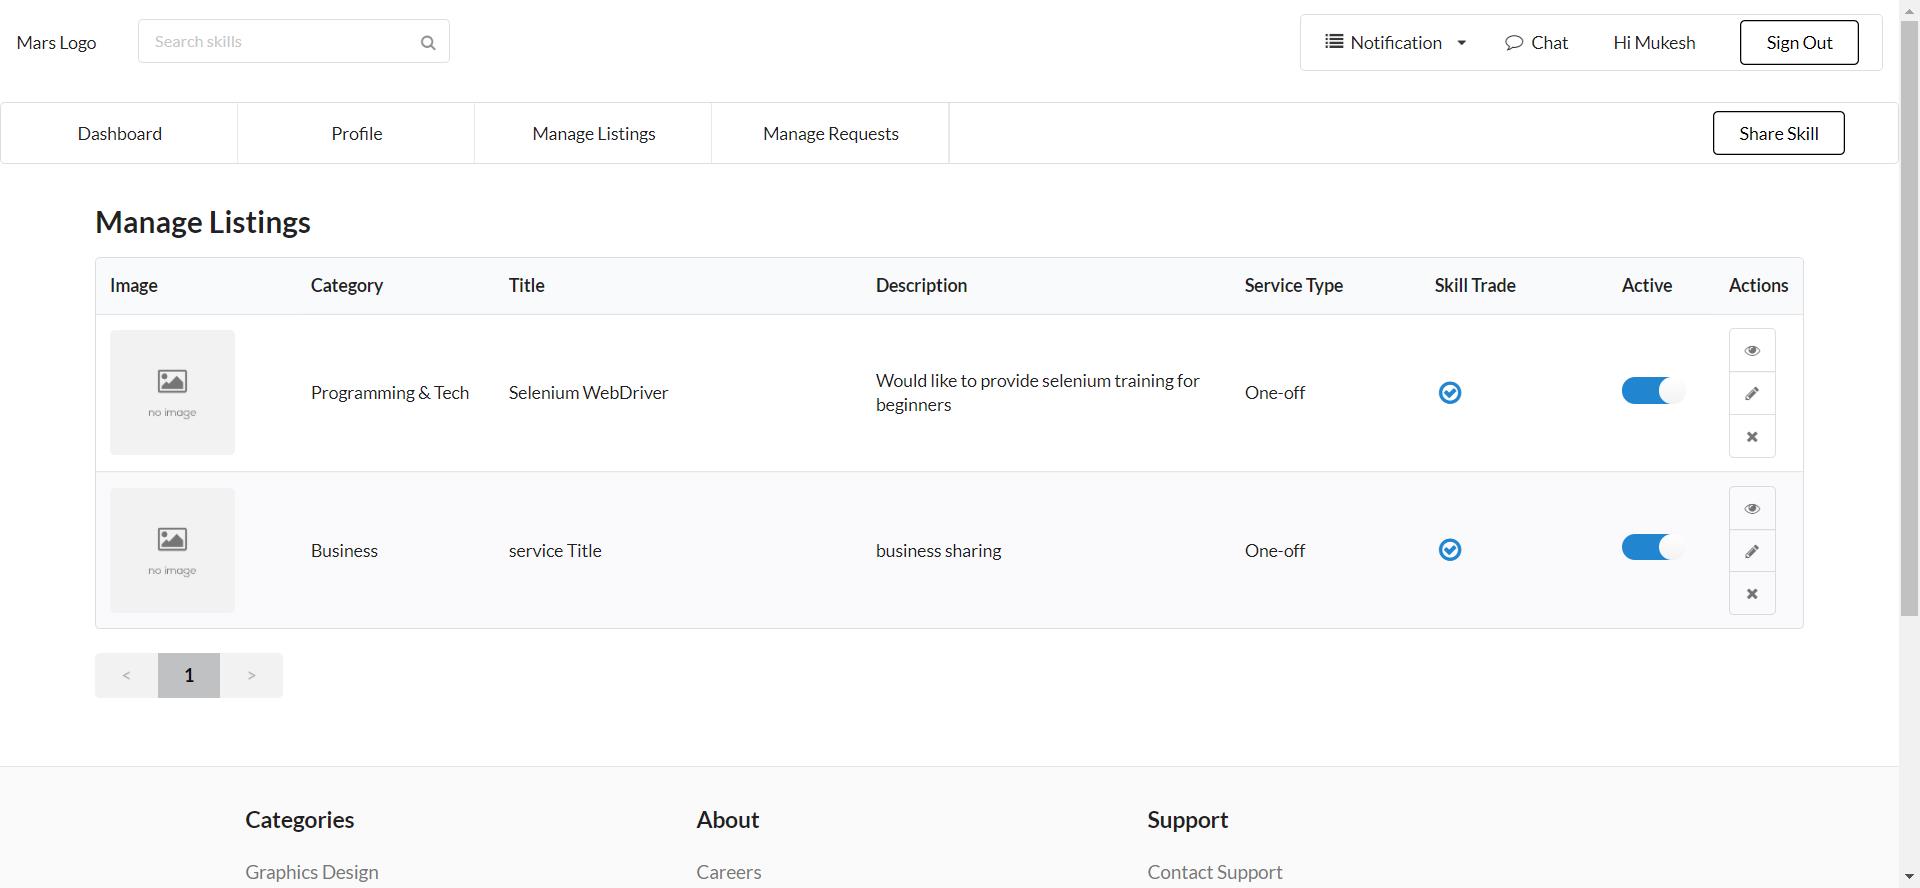 Mars Logo
Search skills
Notification
Chat
Hi Mukesh
Sign Out
Dashboard
Profile
Manage Listings
Manage Requests
Share Skill
Manage Listings
Image
Category
Title
Description
Service Type
Skill Trade
Active
Actions
no image
Programming & Tech
Selenium WebDriver
Would like to provide selenium training for
beginners
One-off
no image
Business
service Title
business sharing
One-off
<
1
>
Categories
About
Support
Graphics Design
Careers
Contact Support